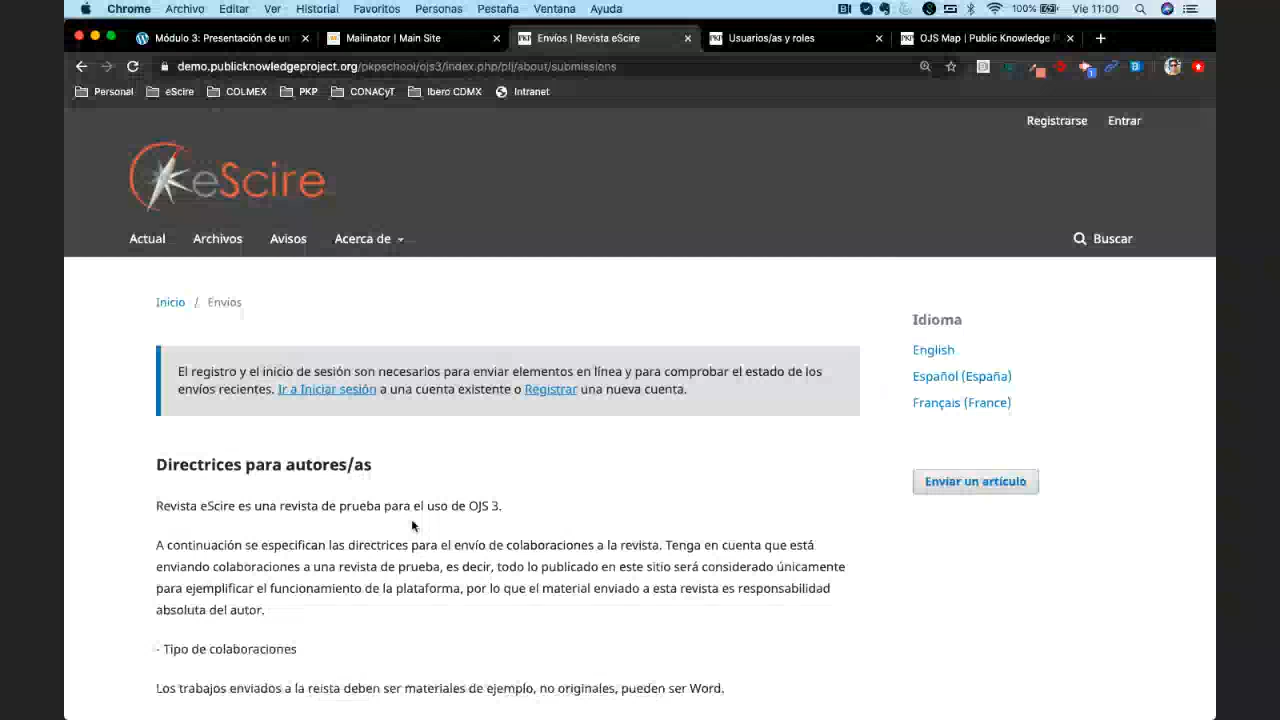 Chrome Archivo Editar Ver Historial Favoritos Personas Pestaña Ventana Ayuda 100% Vie 11:00
Módulo 3: Presentación de un Mailinator | Main Site Envíos | Revista eScire Usuarios/as y roles OJS Map | Public Knowledge
demo.publicknowledgeproject.org/pkpschool/ojs3/index.php/plj/about/submissions
Personal eScire COLMEX PKP CONACyT Ibero CDMX Intranet
Registrarse Entrar
eScire
Actual Archivos Avisos Acerca de Buscar
Inicio / Envíos
Idioma
English
Español (España)
Français (France)
El registro y el inicio de sesión son necesarios para enviar elementos en línea y para comprobar el estado de los
envíos recientes. Ir a Iniciar sesión a una cuenta existente o Registrar una nueva cuenta.
Directrices para autores/as
Enviar un artículo
Revista eScire es una revista de prueba para el uso de OJS 3.
A continuación se especifican las directrices para el envío de colaboraciones a la revista. Tenga en cuenta que está
enviando colaboraciones a una revista de prueba, es decir, todo lo publicado en este sitio será considerado únicamente
para ejemplificar el funcionamiento de la plataforma, por lo que el material enviado a esta revista es responsabilidad
absoluta del autor.
- Tipo de colaboraciones
Los trabajos enviados a la reista deben ser materiales de ejemplo, no originales, pueden ser Word.